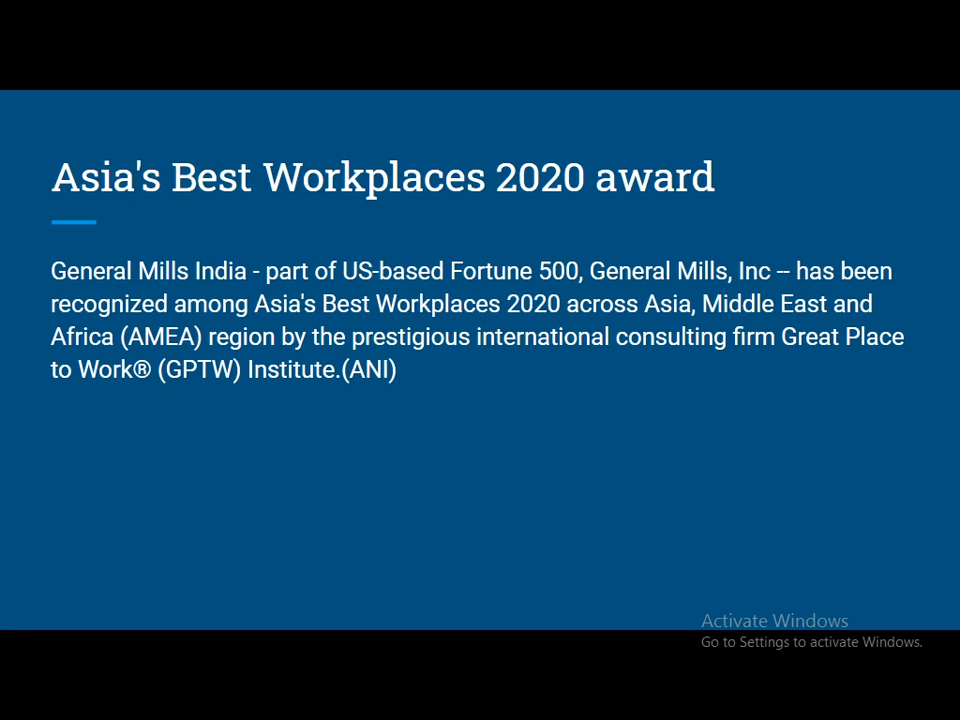 Asia's Best Workplaces 2020 award
General Mills India - part of US-based Fortune 500, General Mills, Inc -- has been
recognized among Asia's Best Workplaces 2020 across Asia, Middle East and
Africa (AMEA) region by the prestigious international consulting firm Great Place
to Work® (GPTW) Institute.(ANI)
Activate Windows
Go to Settings to activate Windows.